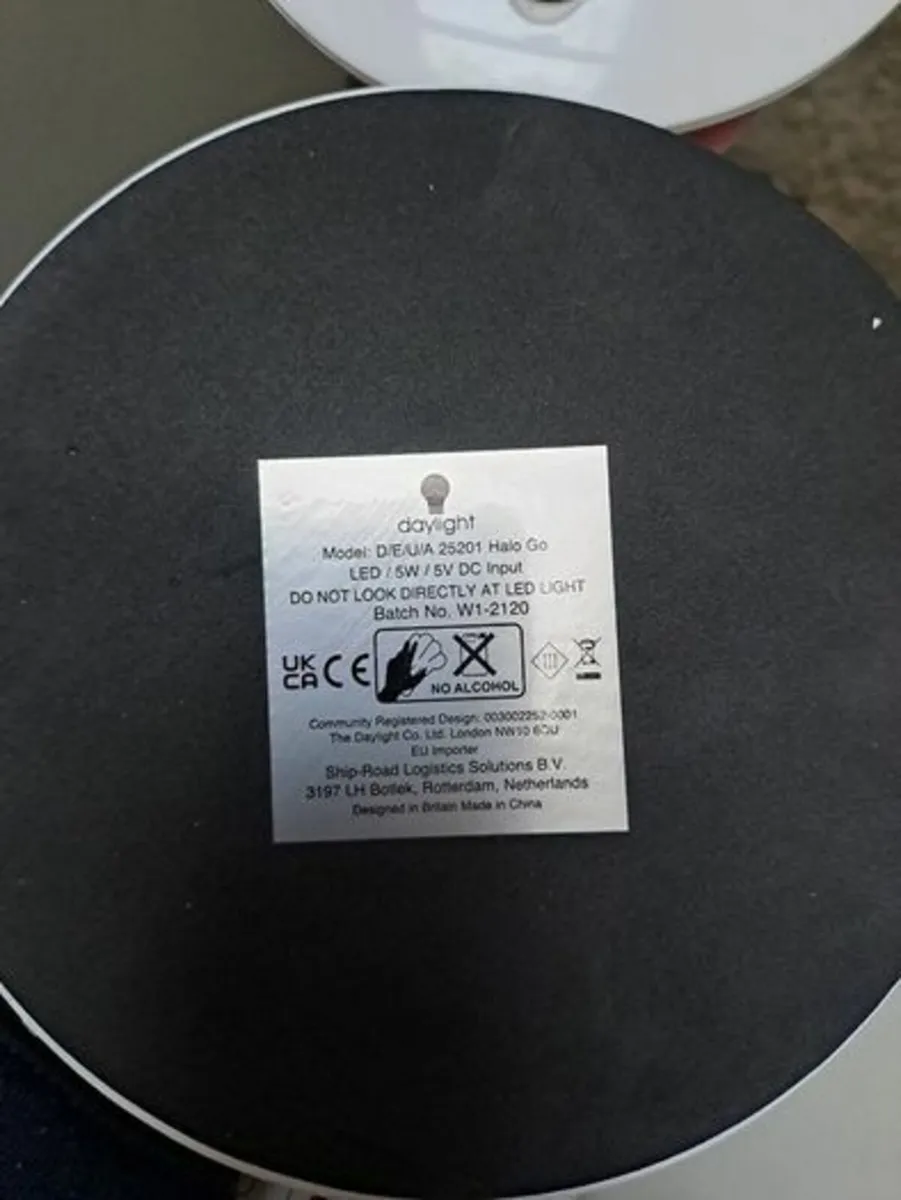 daylight
Model: D/E/U/A 25201 Halo Go
LED / 5W / 5V DC Input
DO NOT LOOK DIRECTLY AT LED LIGHT
Batch No. W1-2120
UK
CA CE
NO ALCOHOL
III
Community Registered Design: 003002252-0001
The Daylight Co. Ltd. London NW10
EU Importer
Ship-Road Logistics Solutions B.V.
3197 LH Botlek, Rotterdam, Netherlands
Designed in Britain Made in China